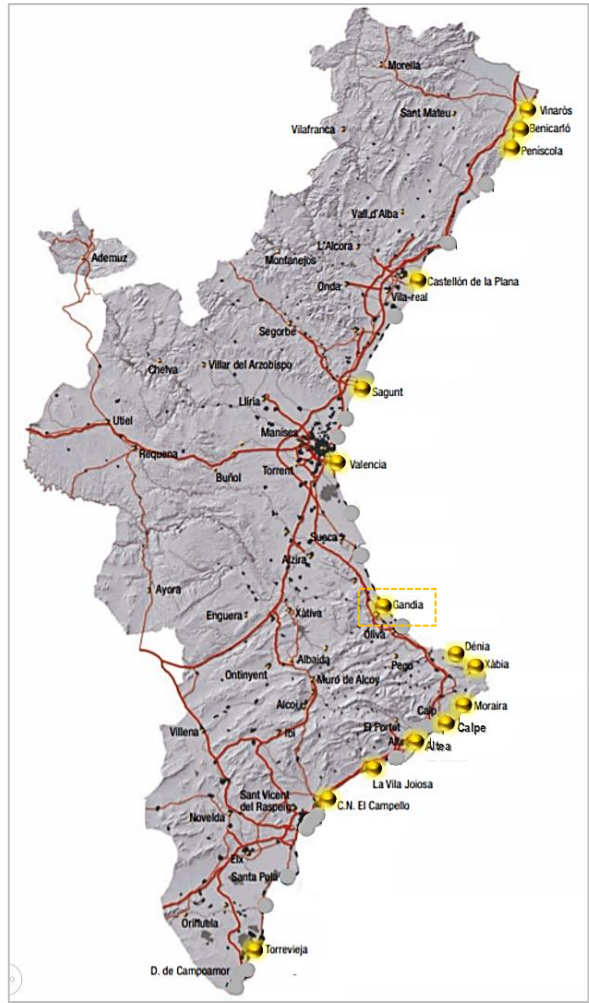 Morella
Vinaròs
Sant Mateu
Vilafranca
Benicarló
Peníscola
Vall d'Alba
L'Alcora
Ademuz
Montanejos
Castellón de la Plana
Onda
Vila-real
Segorbe
Chelva
Villar del Arzobispo
Sagunt
Llíria
Utiel
Manises
Requena
Valencia
Torrent
Buñol
Sueca
Alzira
Ayora
Gandia
Enguera
Xàtiva
Oliva
Dénia
Albaida
Pego
Xàbia
Ontinyent
Muro de Alcoy
Alcoi
Moraira
Calp
El Portet
Calpe
Villena
Ibi
Altea
La Vila Joiosa
Sant Vicent
del Raspeig
C.N. El Campello
Novelda
Elx
Santa Pola
Orihuela
Torrevieja
D. de Campoamor